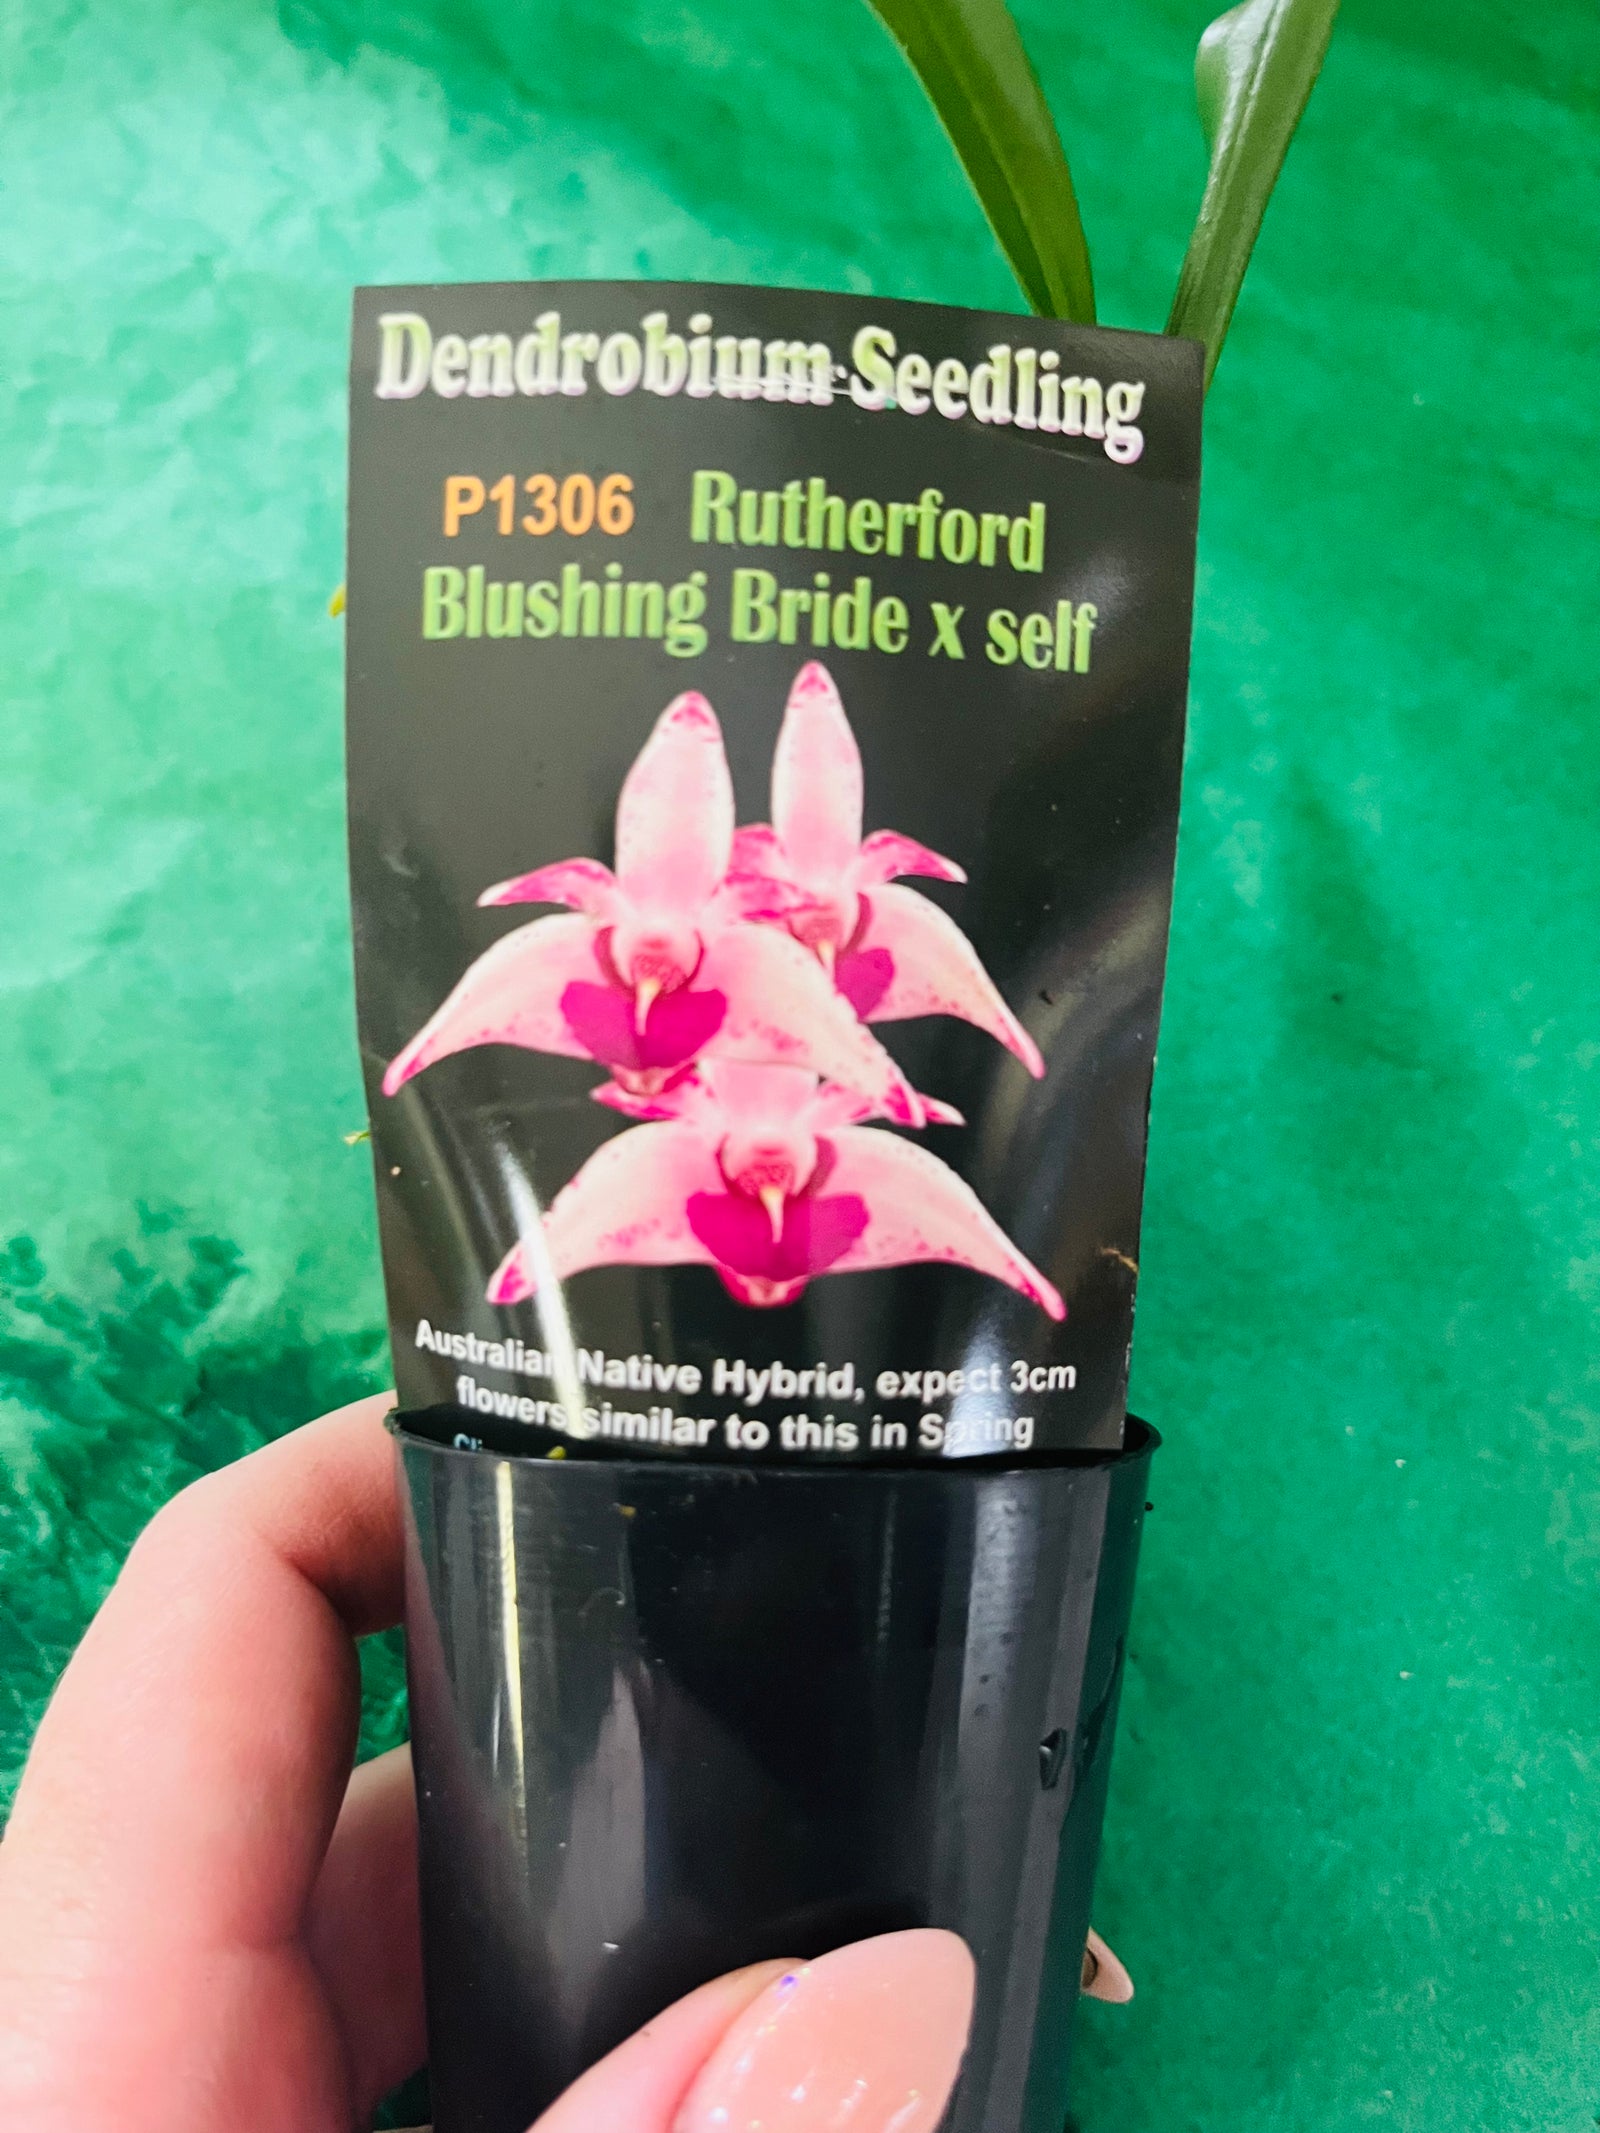 Dendrobium Seedling
P1306 Rutherford
Blushing Bride x self
Australian Native Hybrid, expect 3cm
flowers similar to this in Spring